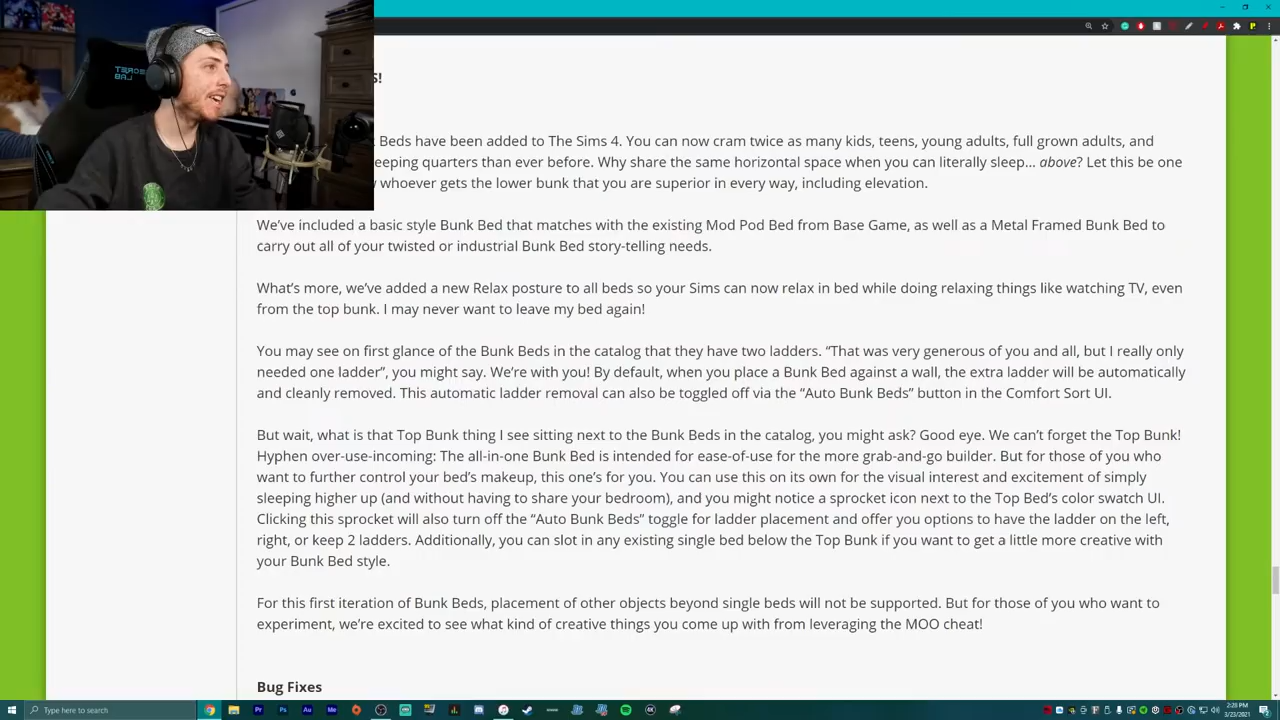 S!
Beds have been added to The Sims 4. You can now cram twice as many kids, teens, young adults, full grown adults, and
eeping quarters than ever before. Why share the same horizontal space when you can literally sleep... above? Let this be one
whoever gets the lower bunk that you are superior in every way, including elevation.
We've included a basic style Bunk Bed that matches with the existing Mod Pod Bed from Base Game, as well as a Metal Framed Bunk Bed to
carry out all of your twisted or industrial Bunk Bed story-telling needs.
What's more, we've added a new Relax posture to all beds so your Sims can now relax in bed while doing relaxing things like watching TV, even
from the top bunk. I may never want to leave my bed again!
You may see on first glance of the Bunk Beds in the catalog that they have two ladders. "That was very generous of you and all, but I really only
needed one ladder", you might say. We're with you! By default, when you place a Bunk Bed against a wall, the extra ladder will be automatically
and cleanly removed. This automatic ladder removal can also be toggled off via the "Auto Bunk Beds" button in the Comfort Sort UI.
But wait, what is that Top Bunk thing I see sitting next to the Bunk Beds in the catalog, you might ask? Good eye. We can't forget the Top Bunk!
Hyphen over-use-incoming: The all-in-one Bunk Bed is intended for ease-of-use for the more grab-and-go builder. But for those of you who
want to further control your bed's makeup, this one's for you. You can use this on its own for the visual interest and excitement of simply
sleeping higher up (and without having to share your bedroom), and you might notice a sprocket icon next to the Top Bed's color swatch UI.
Clicking this sprocket will also turn off the "Auto Bunk Beds" toggle for ladder placement and offer you options to have the ladder on the left,
right, or keep 2 ladders. Additionally, you can slot in any existing single bed below the Top Bunk if you want to get a little more creative with
your Bunk Bed style.
For this first iteration of Bunk Beds, placement of other objects beyond single beds will not be supported. But for those of you who want to
experiment, we're excited to see what kind of creative things you come up with from leveraging the MOO cheat!
Bug Fixes
Type here to search
2:28 PM
3/23/2021